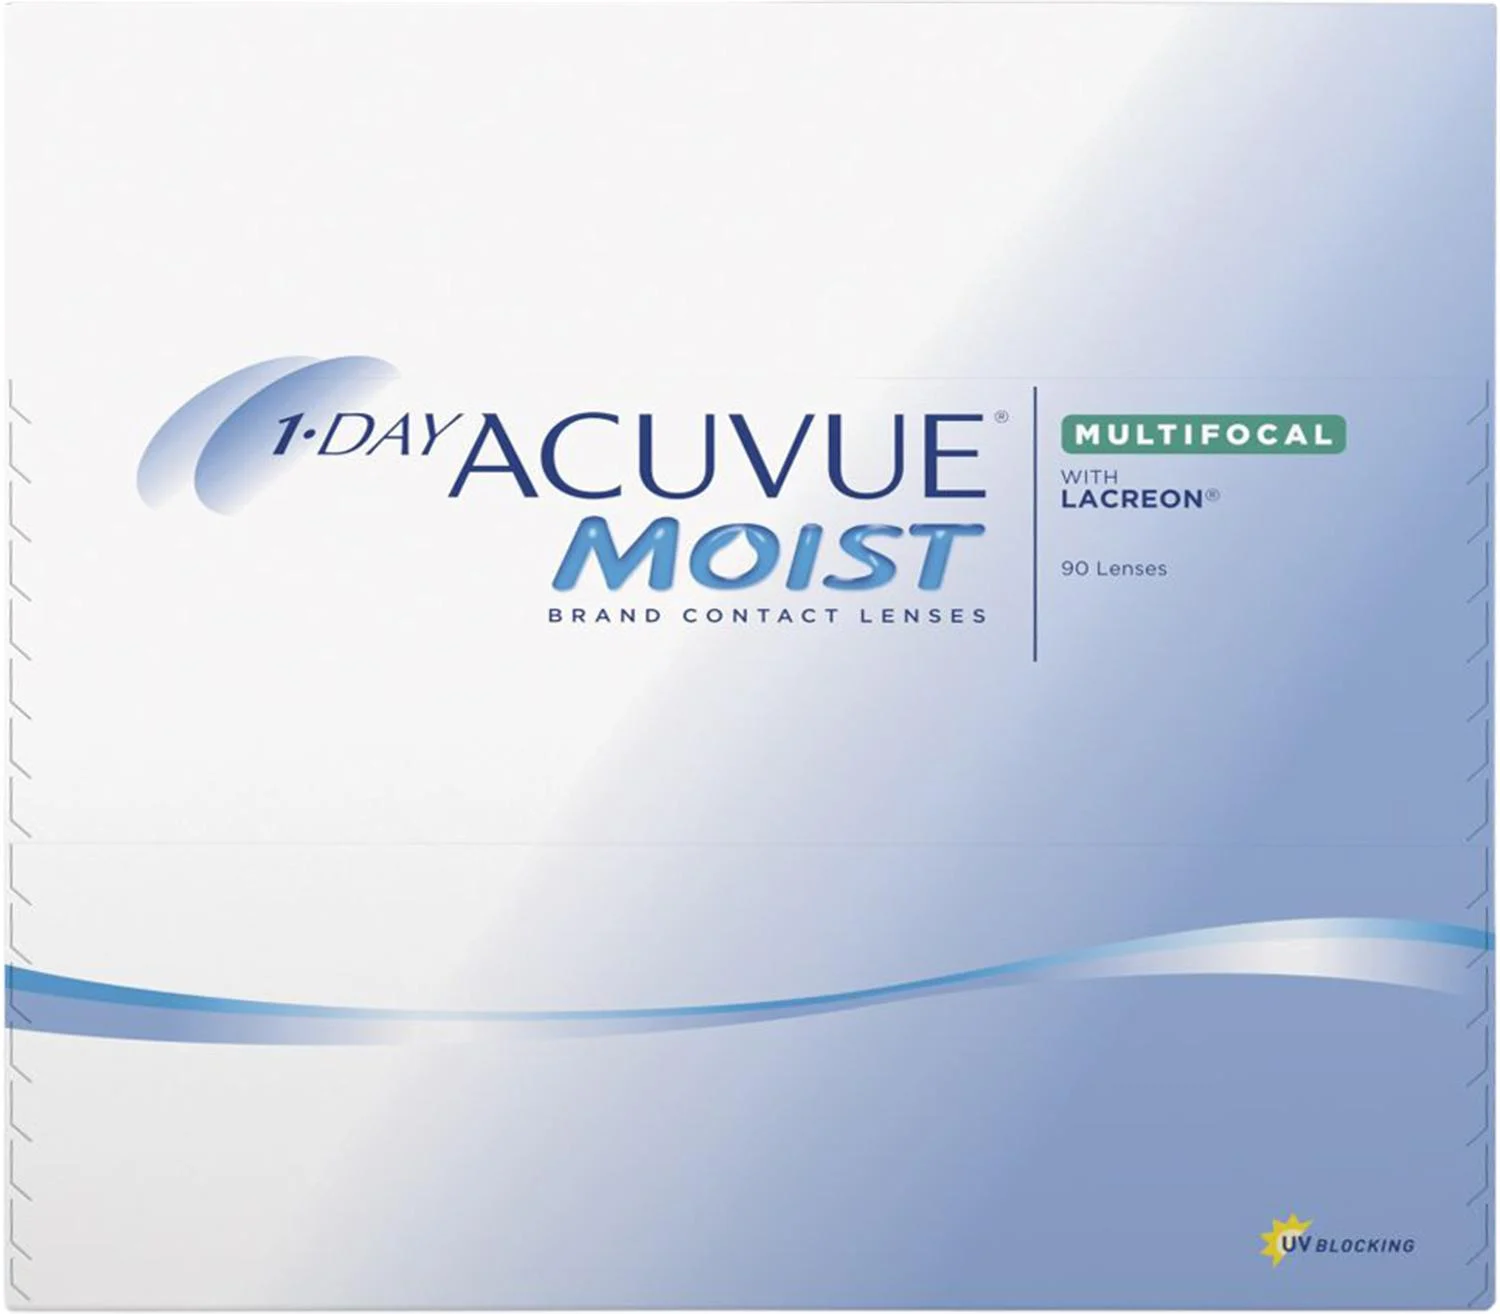 1·DAY ACUVUE®
MOIST
BRAND CONTACT LENSES
MULTIFOCAL
WITH
LACREON®
90 Lenses
UV BLOCKING